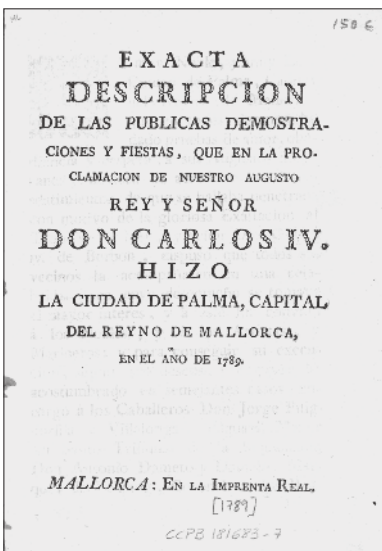 150 €
EXACTA
DESCRIPCION
DE LAS PUBLICAS DEMOSTRA-
CIONES Y FIESTAS, QUE EN LA PRO-
CLAMACION DE NUESTRO AUGUSTO
REY Y SEÑOR
DON CARLOS IV.
HIZO
LA CIUDAD DE PALMA, CAPITAL
DEL REYNO DE MALLORCA,
EN EL AÑO DE 1789.
MALLORCA: EN LA IMPRENTA REAL.
[1789]
CCPB 181683-7